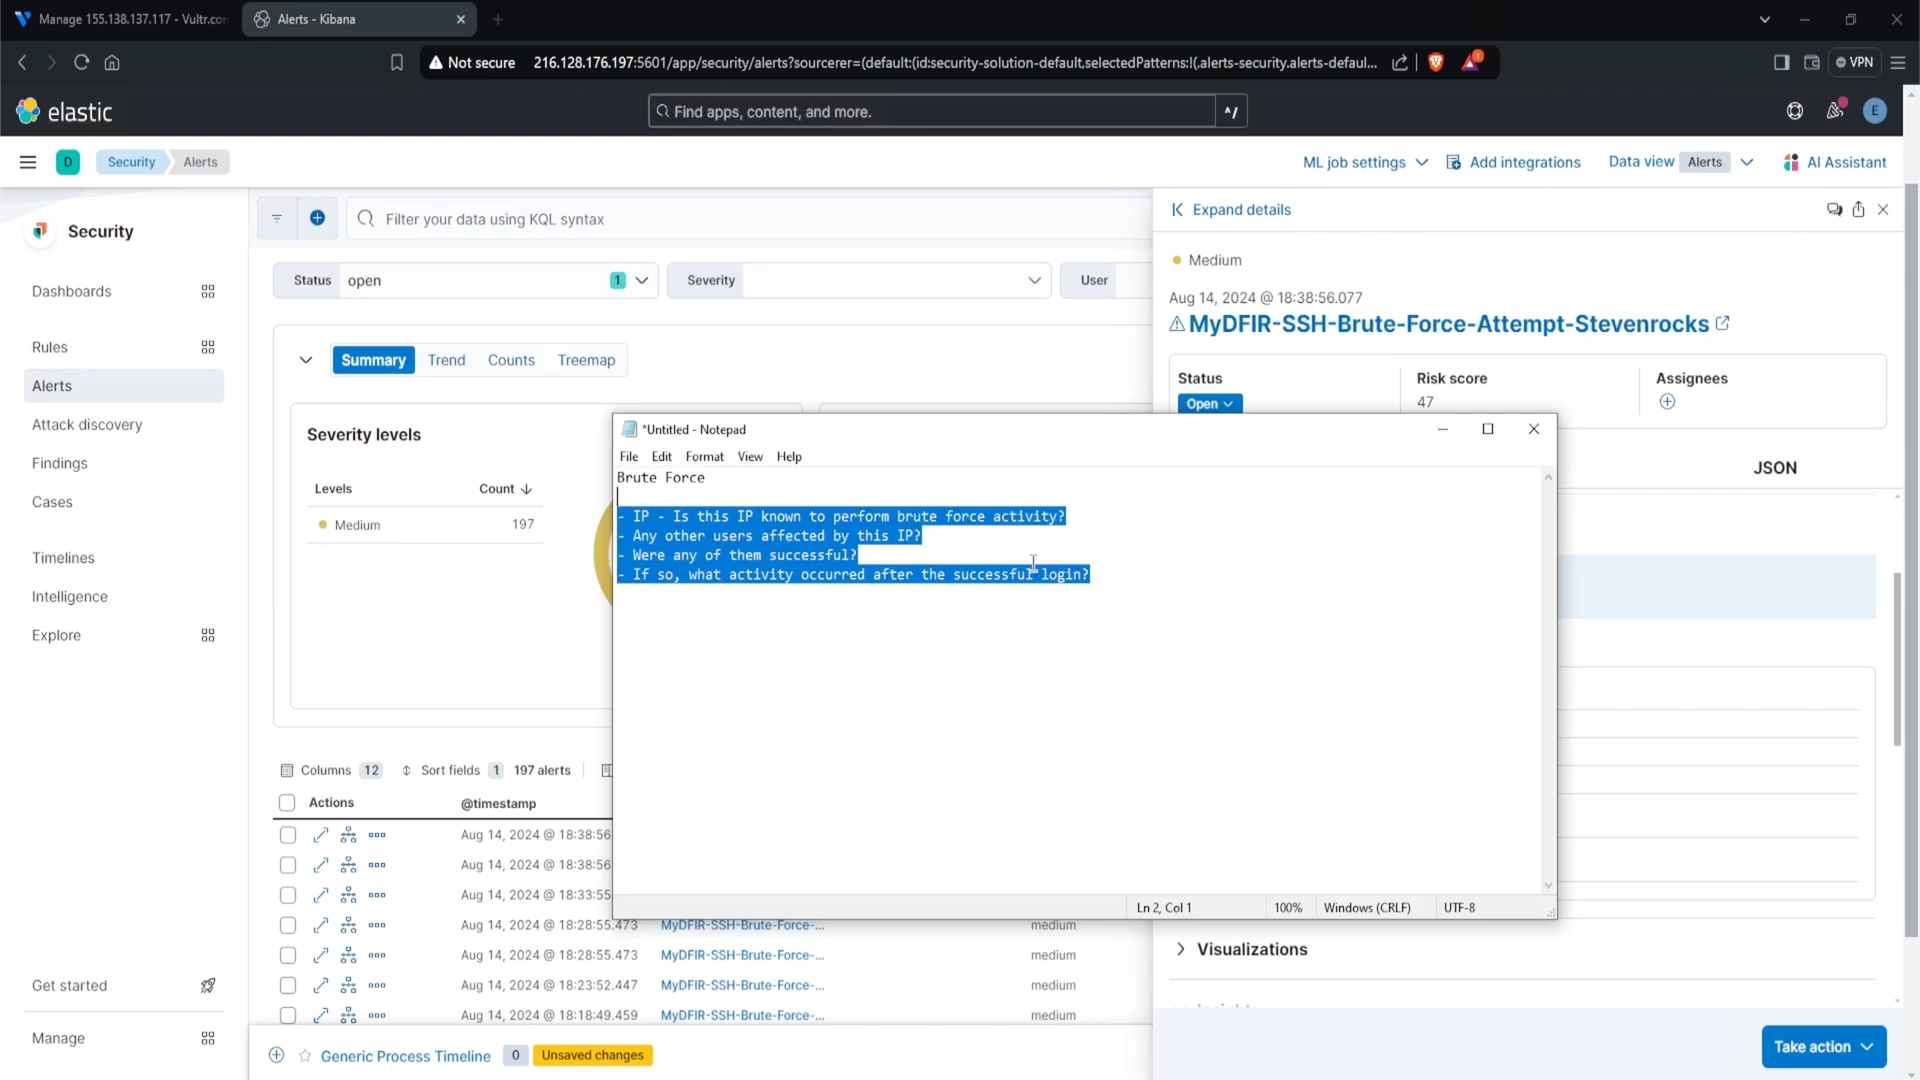 Manage 155.138.137.117 - Vultr.com
Alerts - Kibana
Not secure 216.128.176.197:5601/app/security/alerts?sourcerer=(default:(id:security-solution-default,selectedPatterns:!(.alerts-security.alerts-defaul...
1
VPN
elastic
Find apps, content, and more.
^/
E
D
Security
Alerts
ML job settings
Add integrations
Data view Alerts
AI Assistant
Security
Dashboards
Rules
Alerts
Attack discovery
Findings
Cases
Timelines
Intelligence
Explore
Get started
Manage
Filter your data using KQL syntax
Status open 1
Severity
User
Summary Trend Counts Treemap
Severity levels
Levels Count
Medium 197
Columns 12 Sort fields 1 197 alerts
Actions @timestamp
Aug 14, 2024 @ 18:38:56
Aug 14, 2024 @ 18:38:56
Aug 14, 2024 @ 18:33:55
Aug 14, 2024 @ 18:28:55.473 MyDFIR-SSH-Brute-Force-... medium
Aug 14, 2024 @ 18:28:55.473 MyDFIR-SSH-Brute-Force-... medium
Aug 14, 2024 @ 18:23:52.447 MyDFIR-SSH-Brute-Force-... medium
Aug 14, 2024 @ 18:18:49.459 MyDFIR-SSH-Brute-Force-... medium
Generic Process Timeline 0 Unsaved changes
Expand details
Medium
Aug 14, 2024 @ 18:38:56.077
MyDFIR-SSH-Brute-Force-Attempt-Stevenrocks
Status Risk score Assignees
Open 47
JSON
*Untitled - Notepad
File Edit Format View Help
Brute Force
- IP - Is this IP known to perform brute force activity?
- Any other users affected by this IP?
- Were any of them successful?
- If so, what activity occurred after the successful login?
Ln 2, Col 1 100% Windows (CRLF) UTF-8
Visualizations
Take action